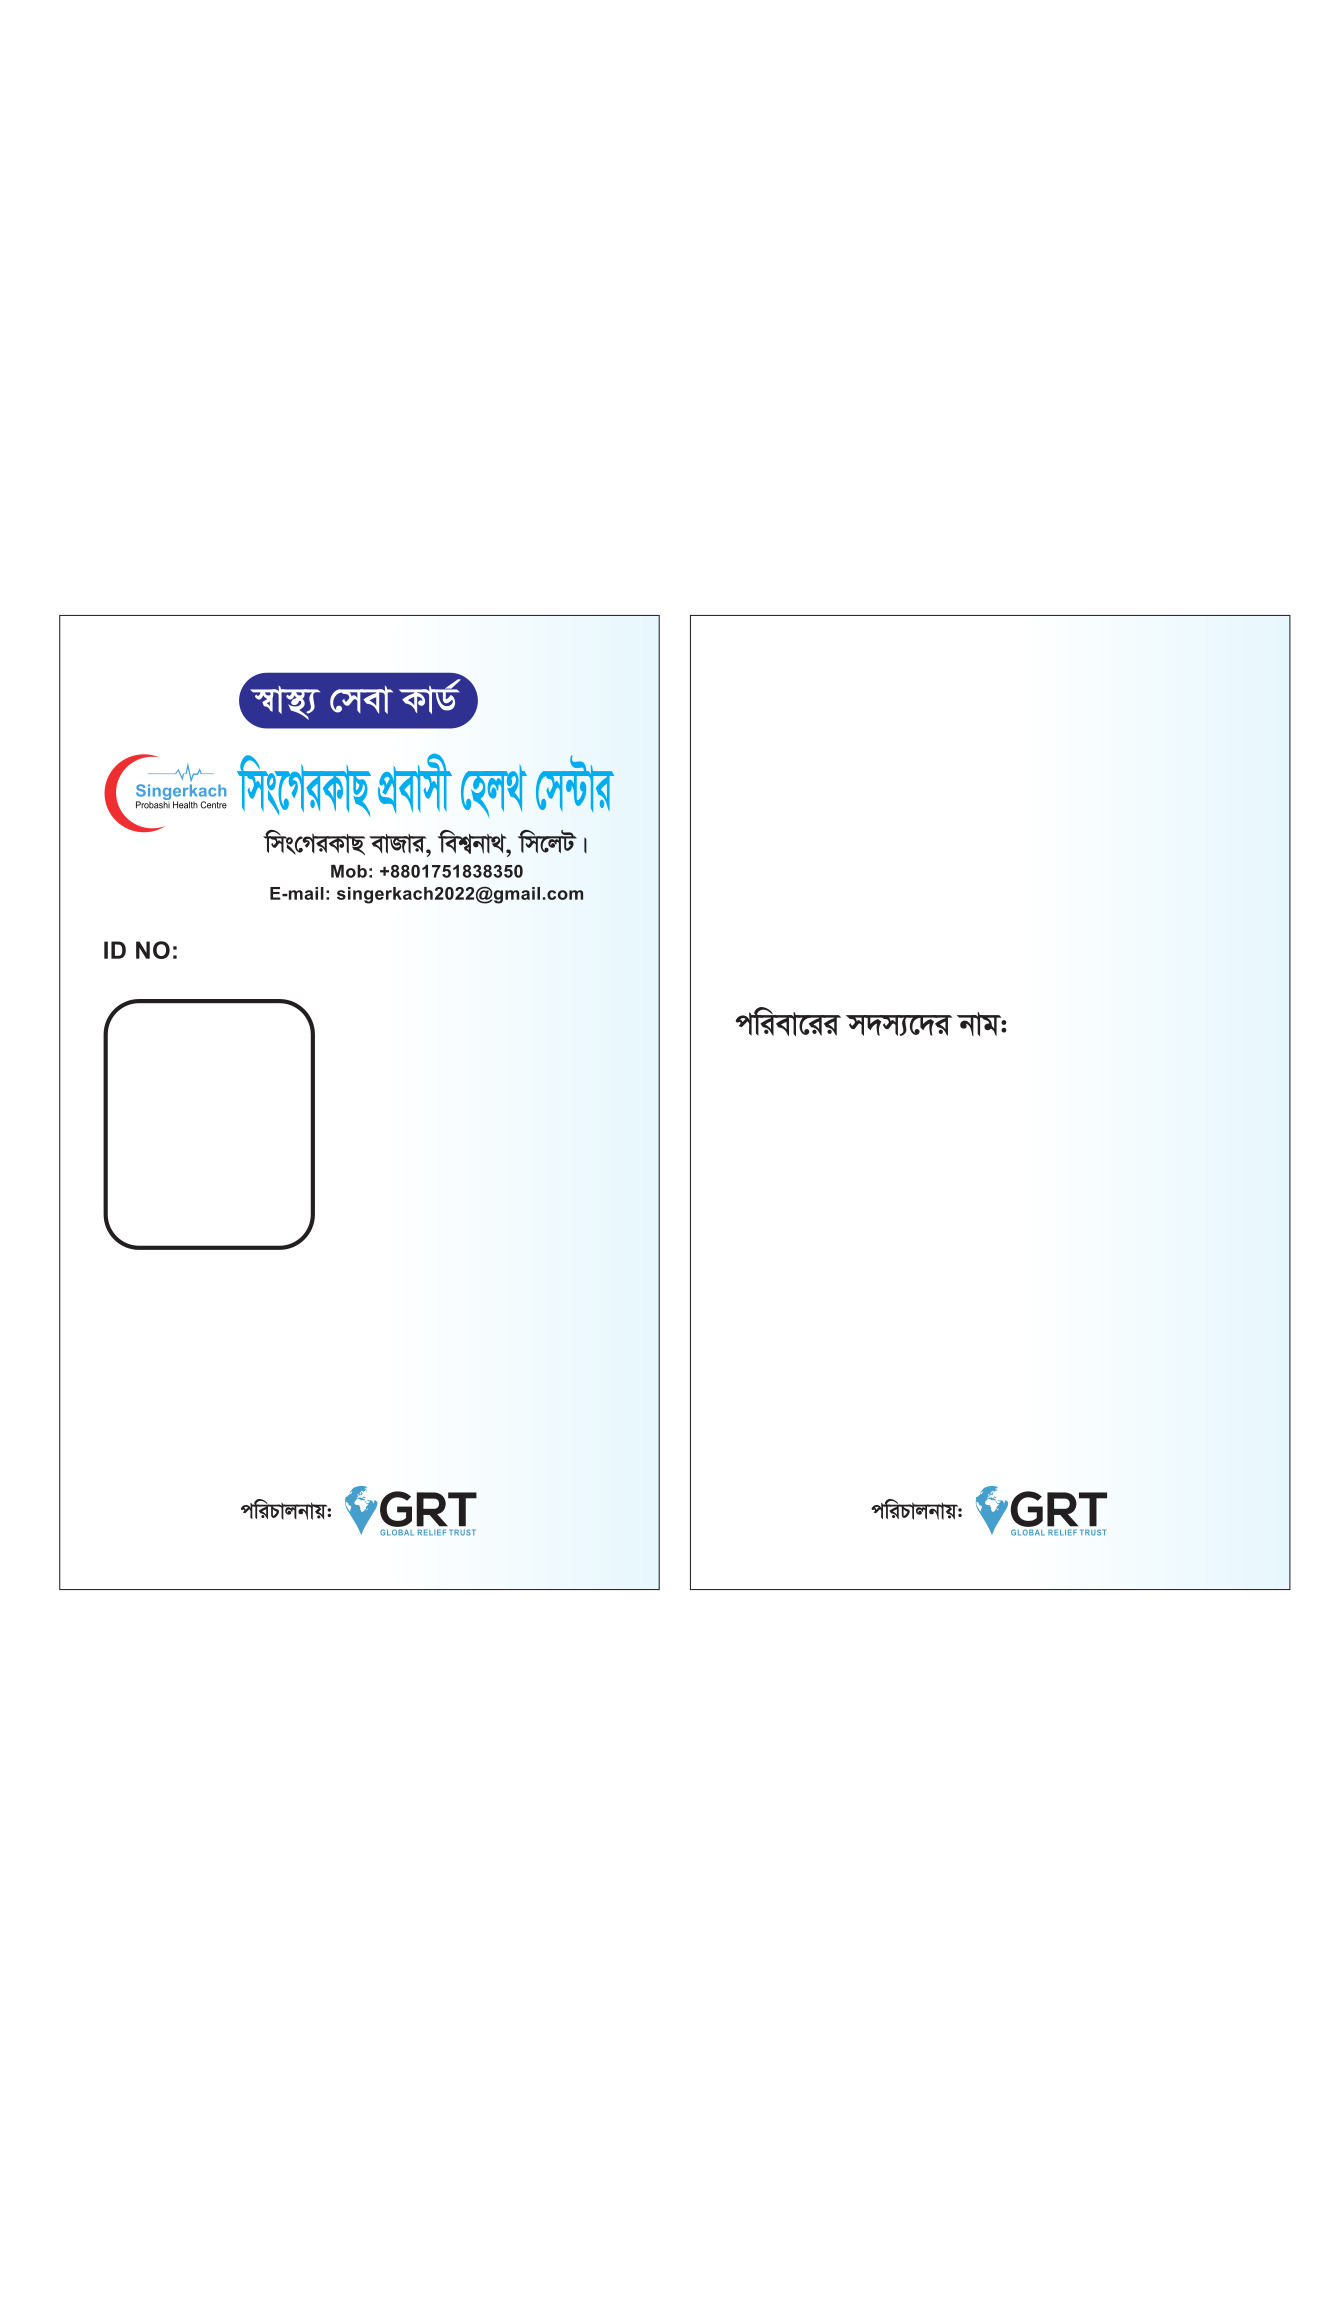 স্বাস্থ্য সেবা কার্ড
Singerkach
Probashi Health Centre
সিংগেরকাছ প্রবাসী হেলথ সেন্টার
সিংগেরকাছ বাজার, বিশ্বনাথ, সিলেট।
Mob: +8801751838350
E-mail: singerkach2022@gmail.com
ID NO:
পরিচালনায়: GRT
GLOBAL RELIEF TRUST
পরিবারের সদস্যদের নাম:
পরিচালনায়: GRT
GLOBAL RELIEF TRUST